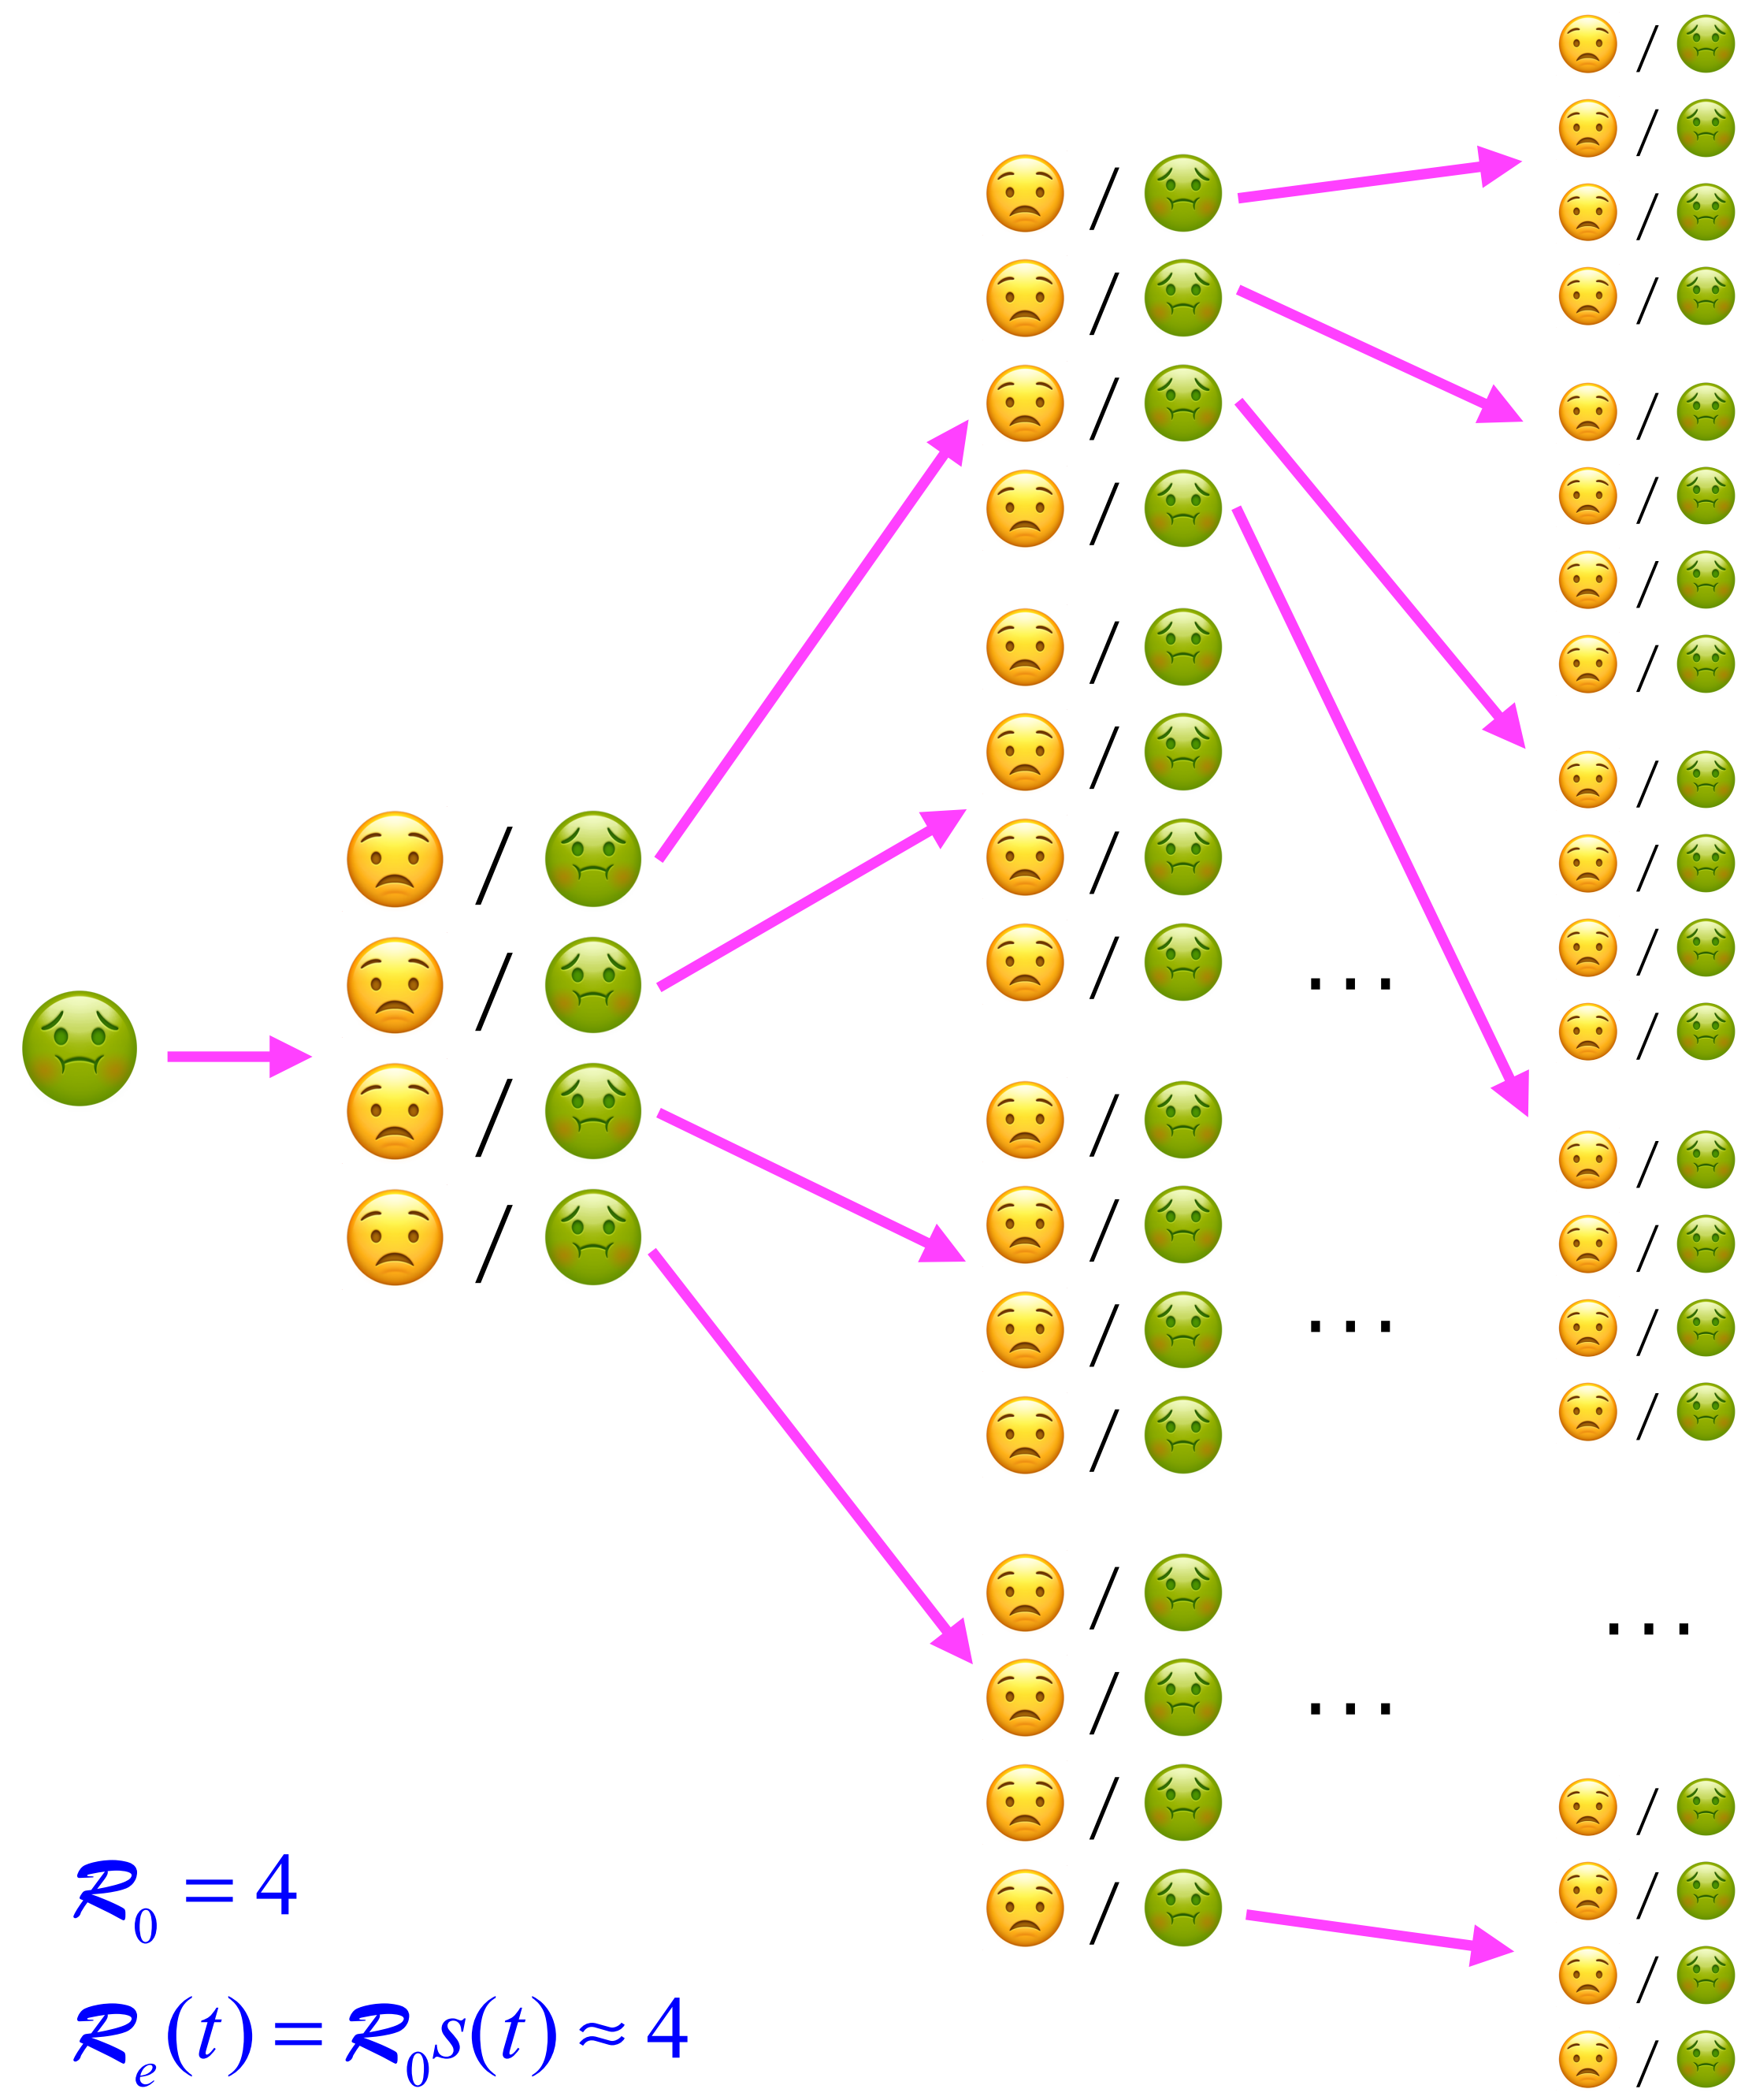 ℛ₀ = 4
ℛₑ(t) = ℛ₀s(t) ≈ 4